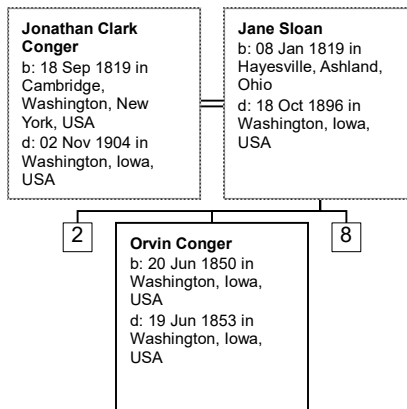 Jonathan Clark
Conger
b: 18 Sep 1819 in
Cambridge,
Washington, New
York, USA
d: 02 Nov 1904 in
Washington, Iowa,
USA
Jane Sloan
b: 08 Jan 1819 in
Hayesville, Ashland,
Ohio
d: 18 Oct 1896 in
Washington, Iowa,
USA
2
Orvin Conger
b: 20 Jun 1850 in
Washington, Iowa,
USA
d: 19 Jun 1853 in
Washington, Iowa,
USA
8